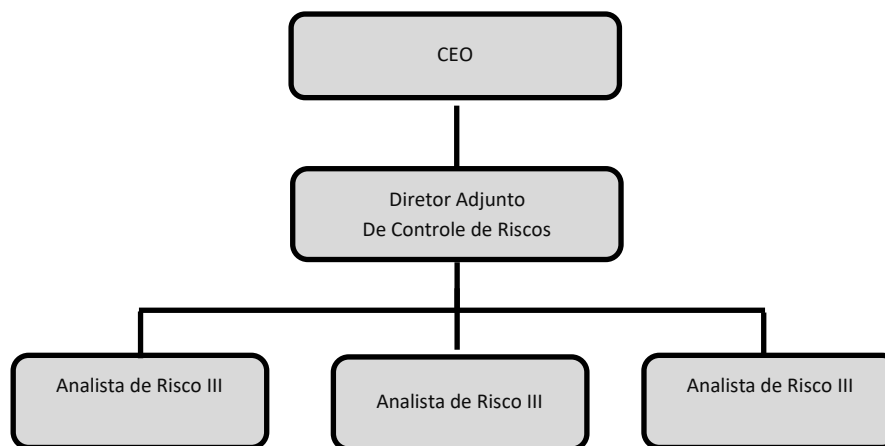 CEO
Diretor Adjunto
De Controle de Riscos
Analista de Risco III
Analista de Risco III
Analista de Risco III